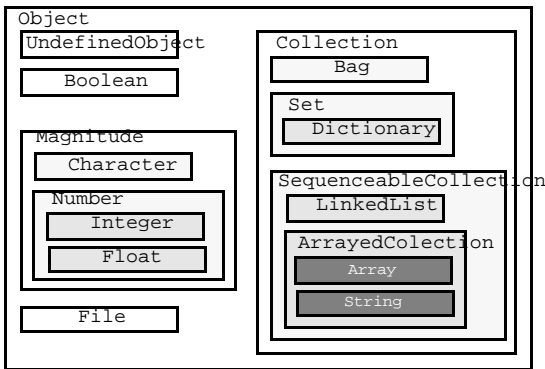 Object
UndefinedObject
Boolean
Magnitude
Character
Number
Integer
Float
File
Collection
Bag
Set
Dictionary
SequenceableCollection
LinkedList
ArrayedColection
Array
String